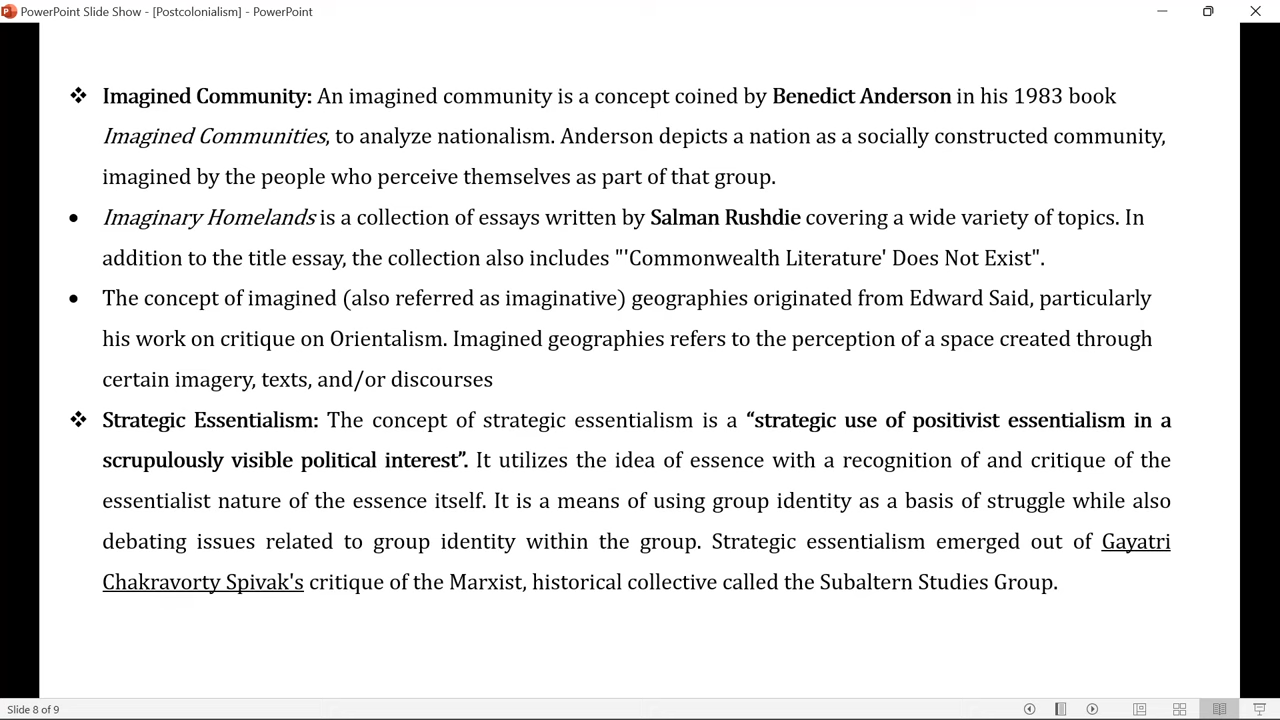 PowerPoint Slide Show - [Postcolonialism] - PowerPoint
❖ Imagined Community: An imagined community is a concept coined by Benedict Anderson in his 1983 book
Imagined Communities, to analyze nationalism. Anderson depicts a nation as a socially constructed community,
imagined by the people who perceive themselves as part of that group.
• Imaginary Homelands is a collection of essays written by Salman Rushdie covering a wide variety of topics. In
addition to the title essay, the collection also includes "'Commonwealth Literature' Does Not Exist".
• The concept of imagined (also referred as imaginative) geographies originated from Edward Said, particularly
his work on critique on Orientalism. Imagined geographies refers to the perception of a space created through
certain imagery, texts, and/or discourses
❖ Strategic Essentialism: The concept of strategic essentialism is a “strategic use of positivist essentialism in a
scrupulously visible political interest”. It utilizes the idea of essence with a recognition of and critique of the
essentialist nature of the essence itself. It is a means of using group identity as a basis of struggle while also
debating issues related to group identity within the group. Strategic essentialism emerged out of Gayatri
Chakravorty Spivak's critique of the Marxist, historical collective called the Subaltern Studies Group.
Slide 8 of 9